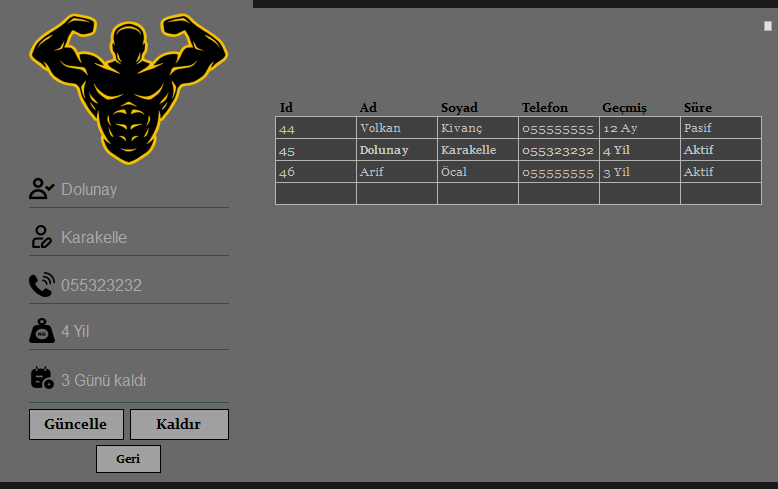 Dolunay
Karakelle
055323232
KG
4 Yil
3 Günü kaldı
Güncelle Kaldır
Geri
Id Ad Soyad Telefon Geçmiş Süre
44 Volkan Kivanç 055555555 12 Ay Pasif
45 Dolunay Karakelle 055323232 4 Yil Aktif
46 Arif Öcal 055555555 3 Yil Aktif